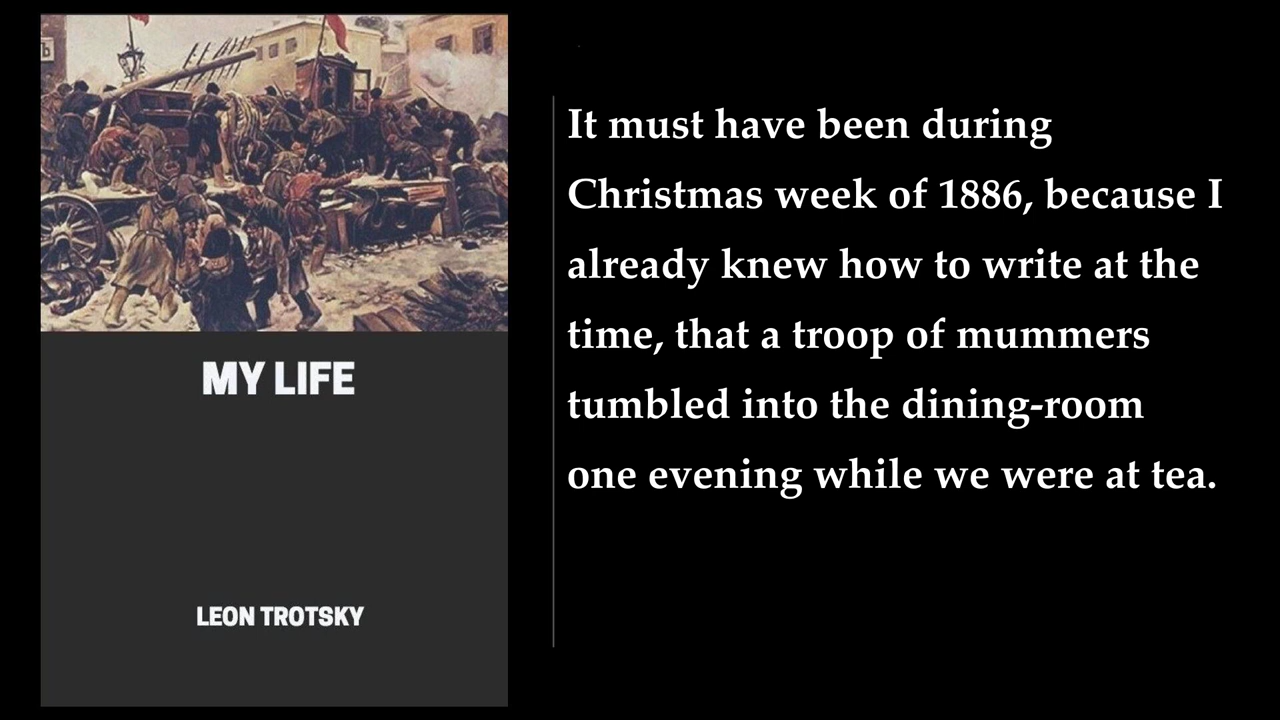 Ъ
MY LIFE
LEON TROTSKY
It must have been during
Christmas week of 1886, because I
already knew how to write at the
time, that a troop of mummers
tumbled into the dining-room
one evening while we were at tea.